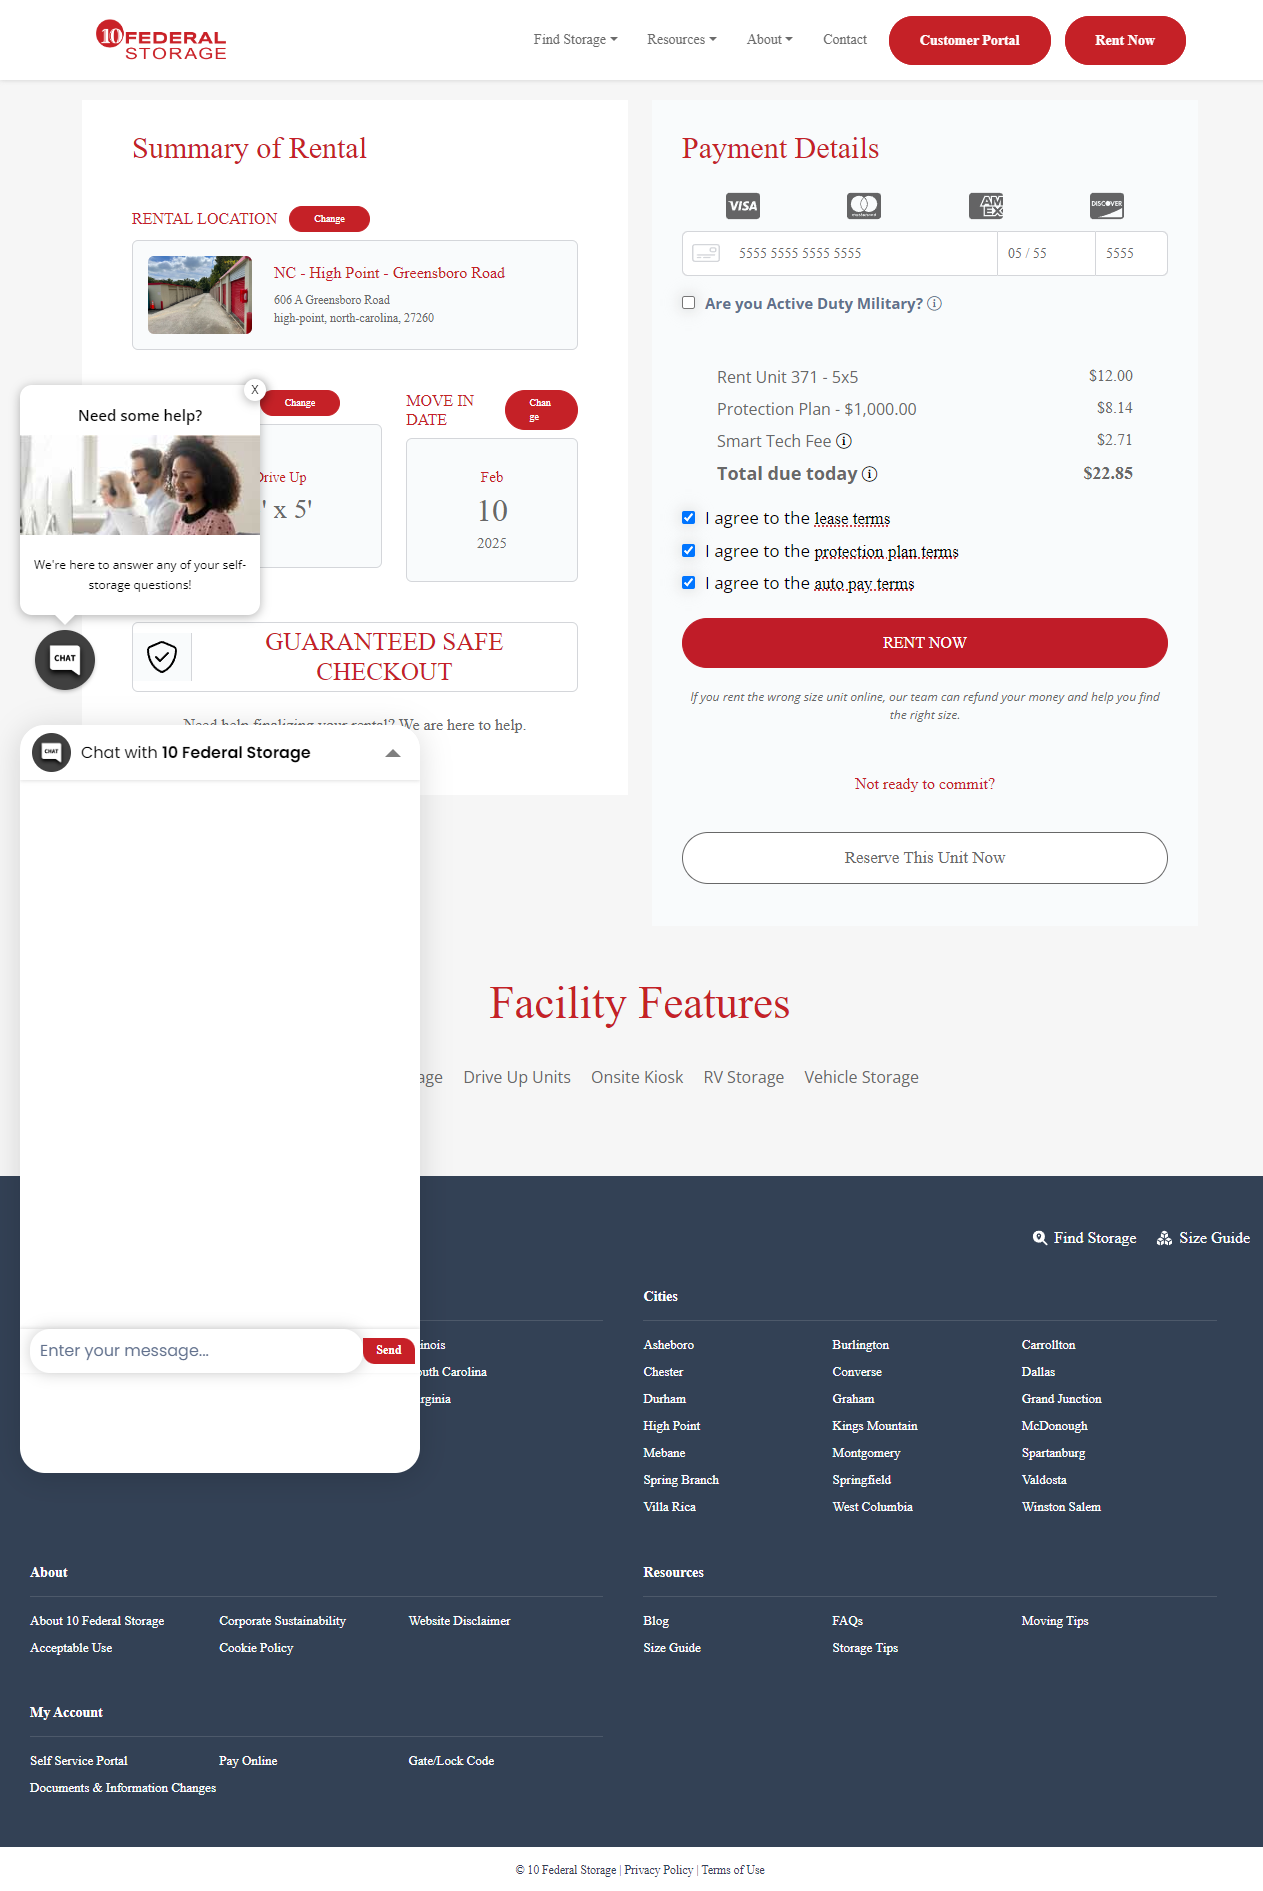 10 FEDERAL STORAGE
Find Storage
Resources
About
Contact
Customer Portal
Rent Now
Summary of Rental
RENTAL LOCATION
Change
NC - High Point - Greensboro Road
606 A Greensboro Road
high-point, north-carolina, 27260
Change
Drive Up
' x 5'
MOVE IN DATE
Chan
ge
Feb
10
2025
X
Need some help?
We're here to answer any of your self-
storage questions!
CHAT
GUARANTEED SAFE
CHECKOUT
Need help finalizing your rental? We are here to help.
CHAT
Chat with 10 Federal Storage
Enter your message...
Send
Payment Details
VISA
mastercard
AM EX
DISCOVER
5555 5555 5555 5555
05 / 55
5555
Are you Active Duty Military?
Rent Unit 371 - 5x5 $12.00
Protection Plan - $1,000.00 $8.14
Smart Tech Fee $2.71
Total due today $22.85
I agree to the lease terms
I agree to the protection plan terms
I agree to the auto pay terms
RENT NOW
If you rent the wrong size unit online, our team can refund your money and help you find
the right size.
Not ready to commit?
Reserve This Unit Now
Facility Features
age
Drive Up Units
Onsite Kiosk
RV Storage
Vehicle Storage
Find Storage
Size Guide
inois
outh Carolina
rginia
Cities
Asheboro
Burlington
Carrollton
Chester
Converse
Dallas
Durham
Graham
Grand Junction
High Point
Kings Mountain
McDonough
Mebane
Montgomery
Spartanburg
Spring Branch
Springfield
Valdosta
Villa Rica
West Columbia
Winston Salem
About
About 10 Federal Storage
Corporate Sustainability
Website Disclaimer
Acceptable Use
Cookie Policy
Resources
Blog
FAQs
Moving Tips
Size Guide
Storage Tips
My Account
Self Service Portal
Pay Online
Gate/Lock Code
Documents & Information Changes
© 10 Federal Storage | Privacy Policy | Terms of Use